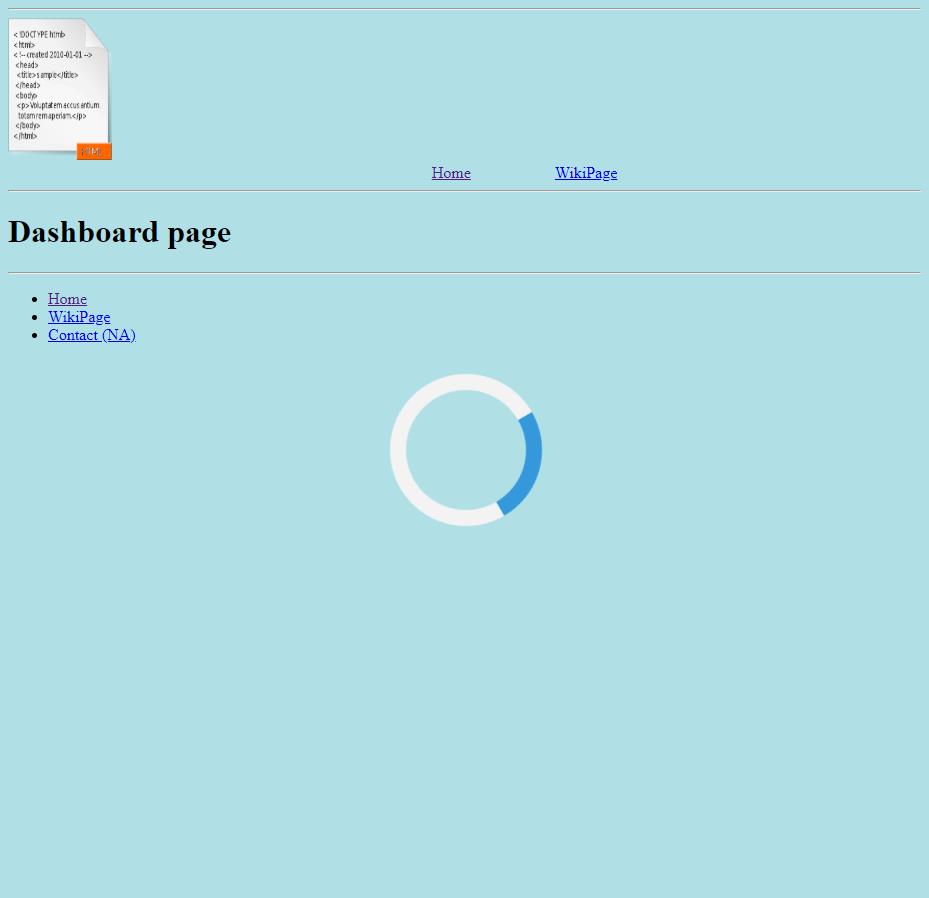 <!DOCTYPE html>
<html>
<!-- created 2010-01-01 -->
<head>
<title>sample</title>
</head>
<body>
<p>Voluptatem accusantium
totam rem aperiam.</p>
</body>
</html>
HTML
Home WikiPage
Dashboard page
Home
WikiPage
Contact (NA)